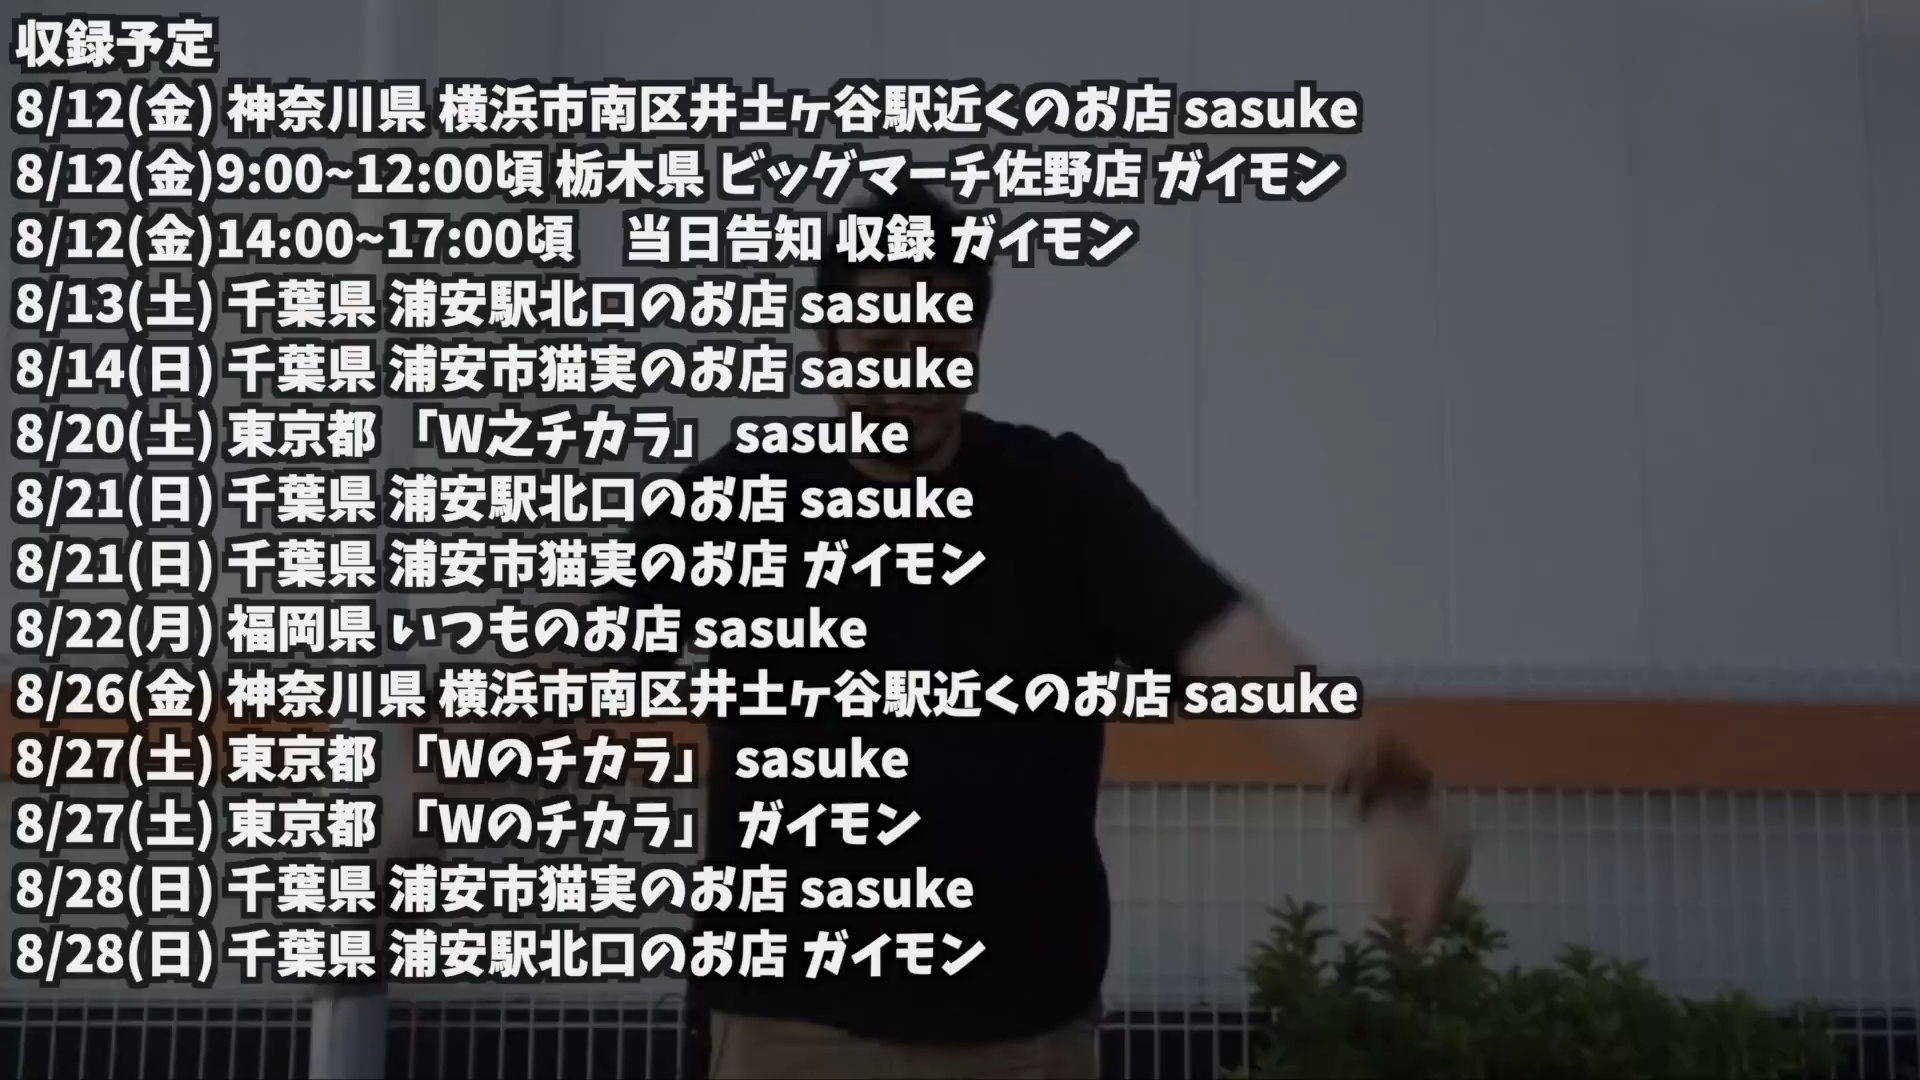 収録予定
8/12(金) 神奈川県 横浜市南区井土ヶ谷駅近くのお店 sasuke
8/12(金)9:00~12:00頃 栃木県 ビッグマーチ佐野店 ガイモン
8/12(金)14:00~17:00頃　当日告知 収録 ガイモン
8/13(土) 千葉県 浦安駅北口のお店 sasuke
8/14(日) 千葉県 浦安市猫実のお店 sasuke
8/20(土) 東京都 「W之チカラ」 sasuke
8/21(日) 千葉県 浦安駅北口のお店 sasuke
8/21(日) 千葉県 浦安市猫実のお店 ガイモン
8/22(月) 福岡県 いつものお店 sasuke
8/26(金) 神奈川県 横浜市南区井土ヶ谷駅近くのお店 sasuke
8/27(土) 東京都 「Wのチカラ」 sasuke
8/27(土) 東京都 「Wのチカラ」 ガイモン
8/28(日) 千葉県 浦安市猫実のお店 sasuke
8/28(日) 千葉県 浦安駅北口のお店 ガイモン